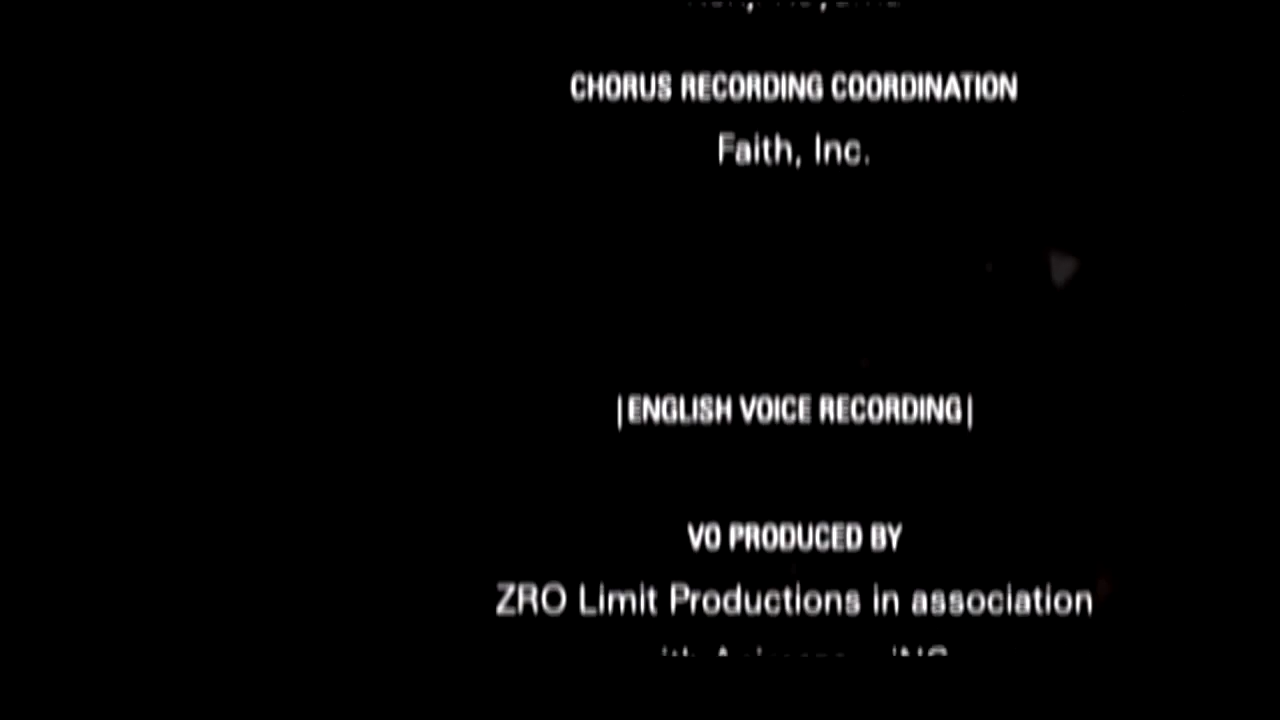 CHORUS RECORDING COORDINATION
Faith, Inc.
|ENGLISH VOICE RECORDING|
VO PRODUCED BY
ZRO Limit Productions in association